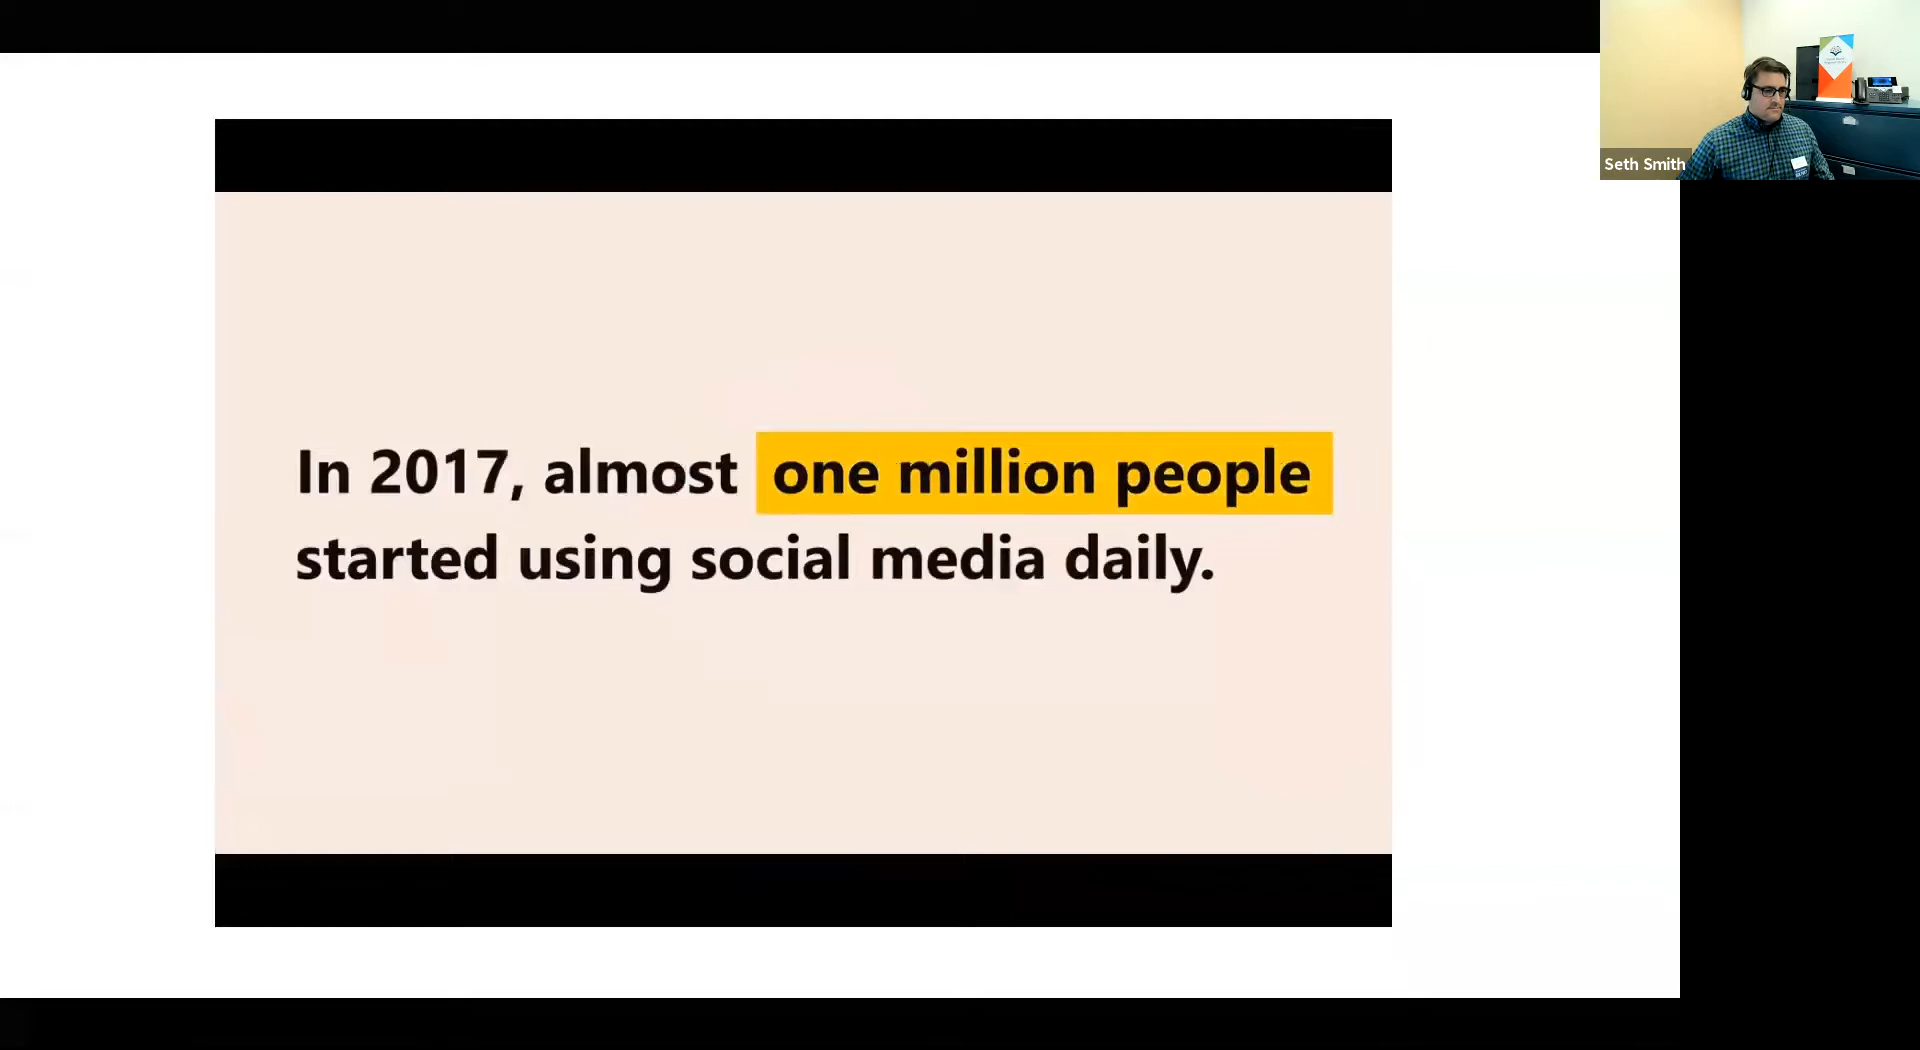 In 2017, almost one million people
started using social media daily.
Seth Smith